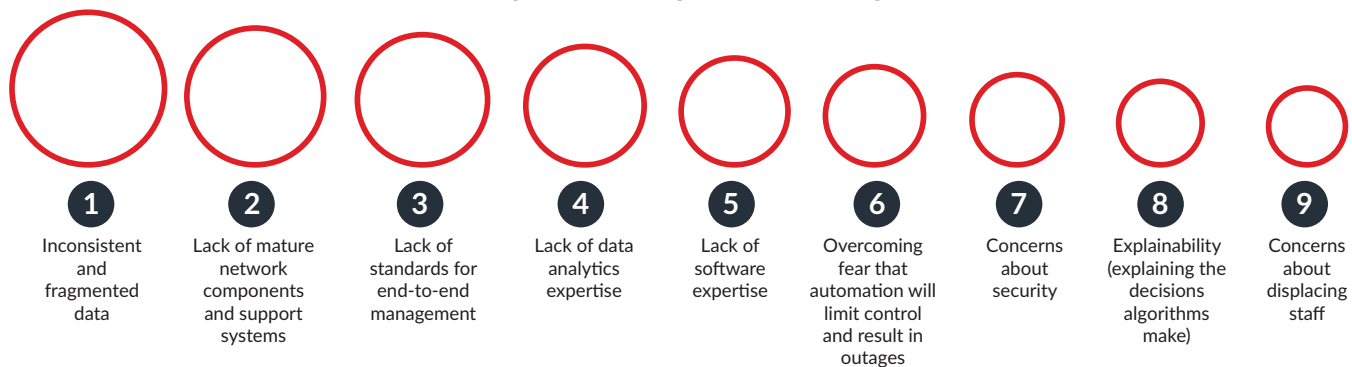 1
Inconsistent
and
fragmented
data
2
Lack of mature
network
components
and support
systems
3
Lack of
standards for
end-to-end
management
4
Lack of data
analytics
expertise
5
Lack of
software
expertise
6
Overcoming
fear that
automation will
limit control
and result in
outages
7
Concerns
about
security
8
Explainability
(explaining the
decisions
algorithms
make)
9
Concerns
about
displacing
staff